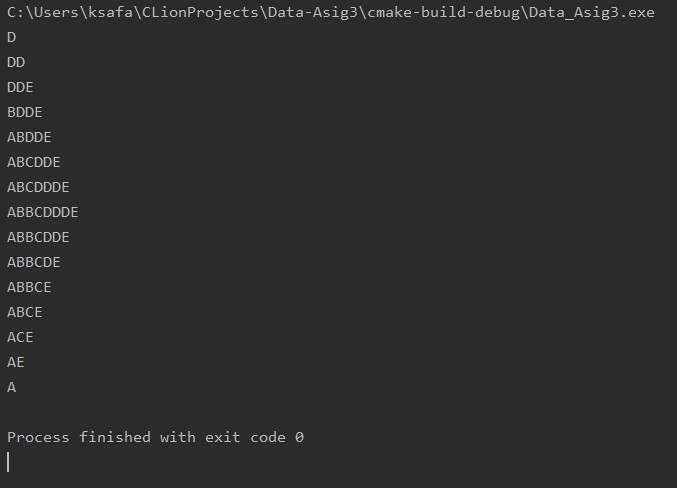 C:\Users\ksafa\CLionProjects\Data-Asig3\cmake-build-debug\Data_Asig3.exe
D
DD
DDE
BDDE
ABDDE
ABCDDE
ABCDDDE
ABBCDDDE
ABBCDDE
ABBCDE
ABBCE
ABCE
ACE
AE
A
Process finished with exit code 0